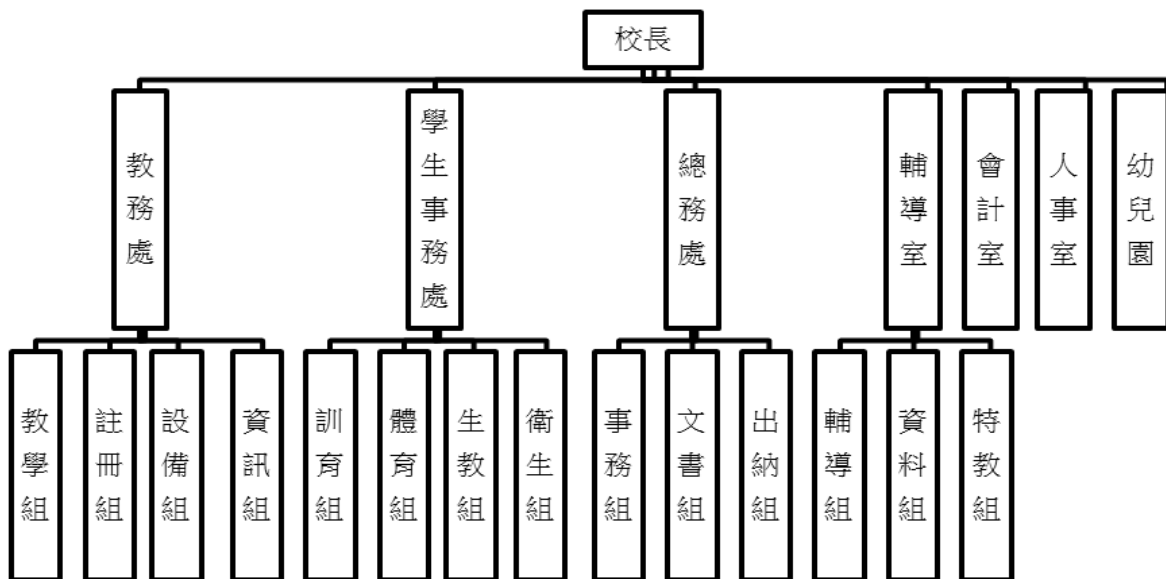 校長
教務處
學生事務處
總務處
輔導室
會計室
人事室
幼兒園
教學組
註冊組
設備組
資訊組
訓育組
體育組
生教組
衛生組
事務組
文書組
出納組
輔導組
資料組
特教組